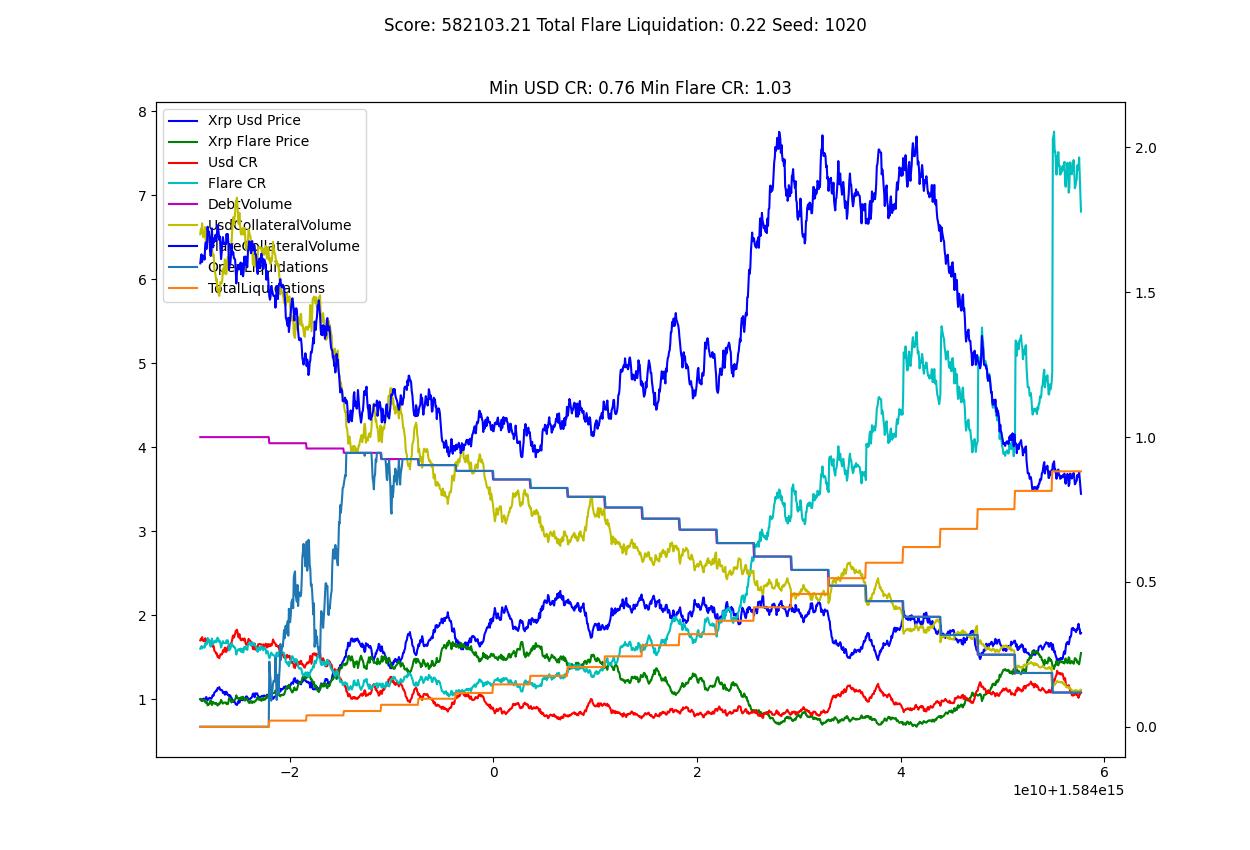 Score: 582103.21 Total Flare Liquidation: 0.22 Seed: 1020
Min USD CR: 0.76 Min Flare CR: 1.03
Xrp Usd Price
Xrp Flare Price
Usd CR
Flare CR
DebtVolume
UsdCollateralVolume
FlareCollateralVolume
OpenLiquidations
TotalLiquidations
8
7
6
5
4
3
2
1
2.0
1.5
1.0
0.5
0.0
−2
0
2
4
6
1e10+1.584e15